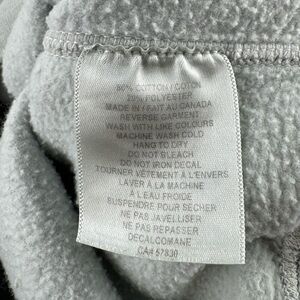 80% COTTON / COTON
20% POLYESTER
MADE IN / FAIT AU CANADA
REVERSE GARMENT
WASH WITH LIKE COLOURS
MACHINE WASH COLD
HANG TO DRY
DO NOT BLEACH
DO NOT IRON DECAL
TOURNER VÊTEMENT À L'ENVERS
LAVER À LA MACHINE
À L'EAU FROIDE
SUSPENDRE POUR SÉCHER
NE PAS JAVELLISER
NE PAS REPASSER
DECALCOMANE
CA# 57830